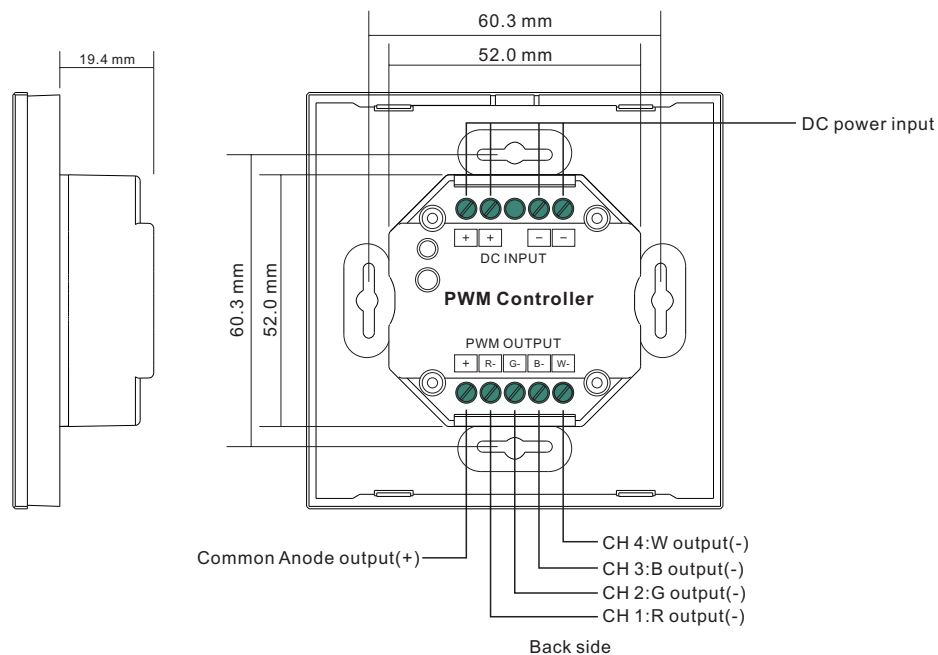 60.3 mm
19.4 mm
52.0 mm
DC power input
+ + − −
DC INPUT
60.3 mm
52.0 mm
PWM Controller
PWM OUTPUT
+ R- G- B- W-
Common Anode output(+)
CH 4:W output(-)
CH 3:B output(-)
CH 2:G output(-)
CH 1:R output(-)
Back side